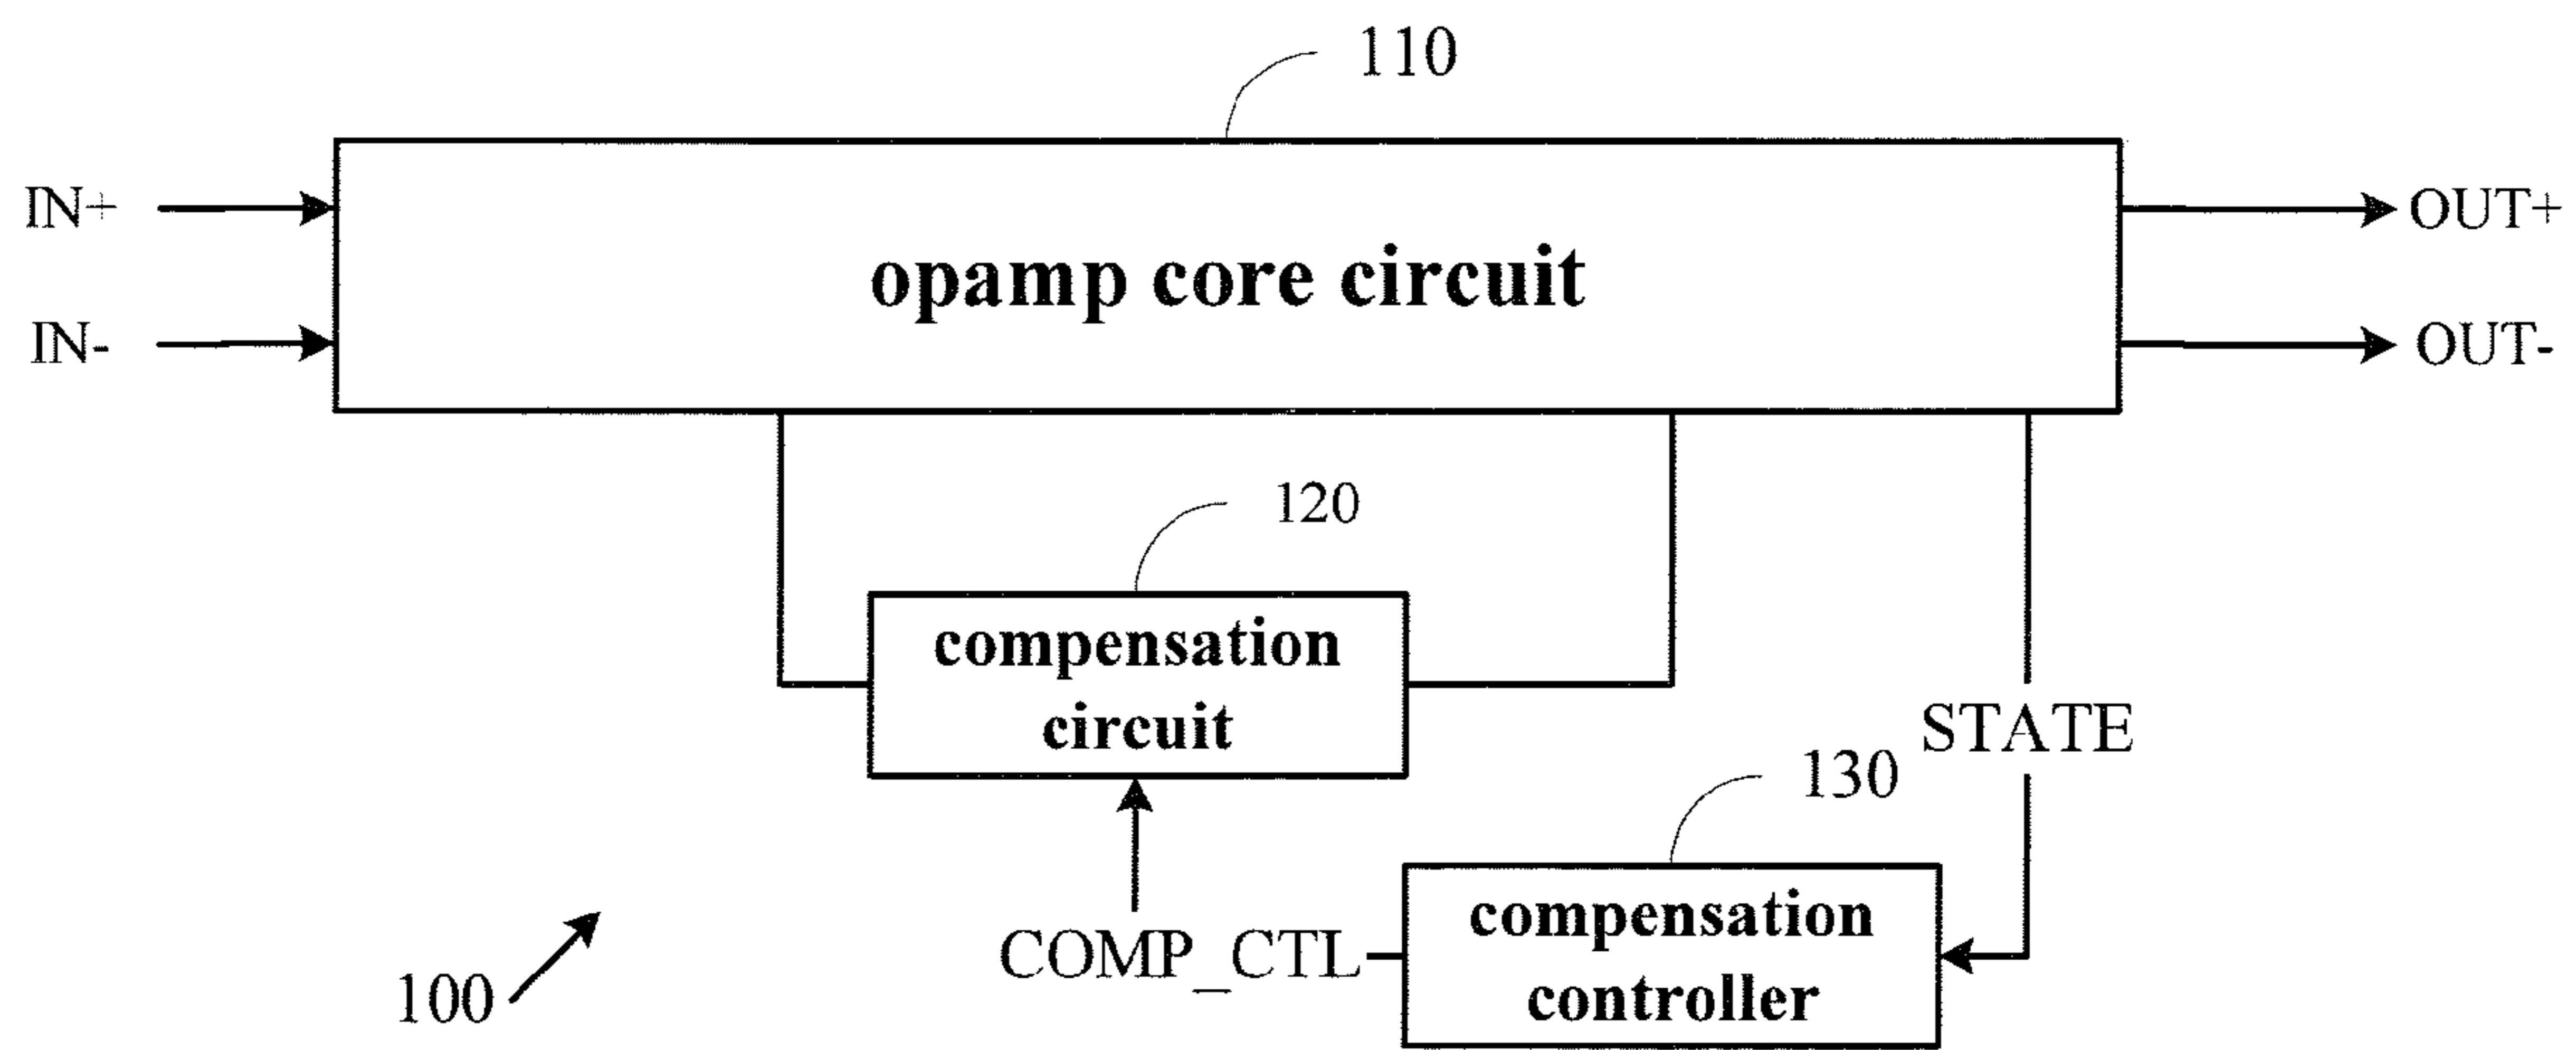 110
IN+
OUT+
opamp core circuit
IN-
OUT-
120
compensation
circuit
STATE
130
COMP_CTL
compensation
controller
100